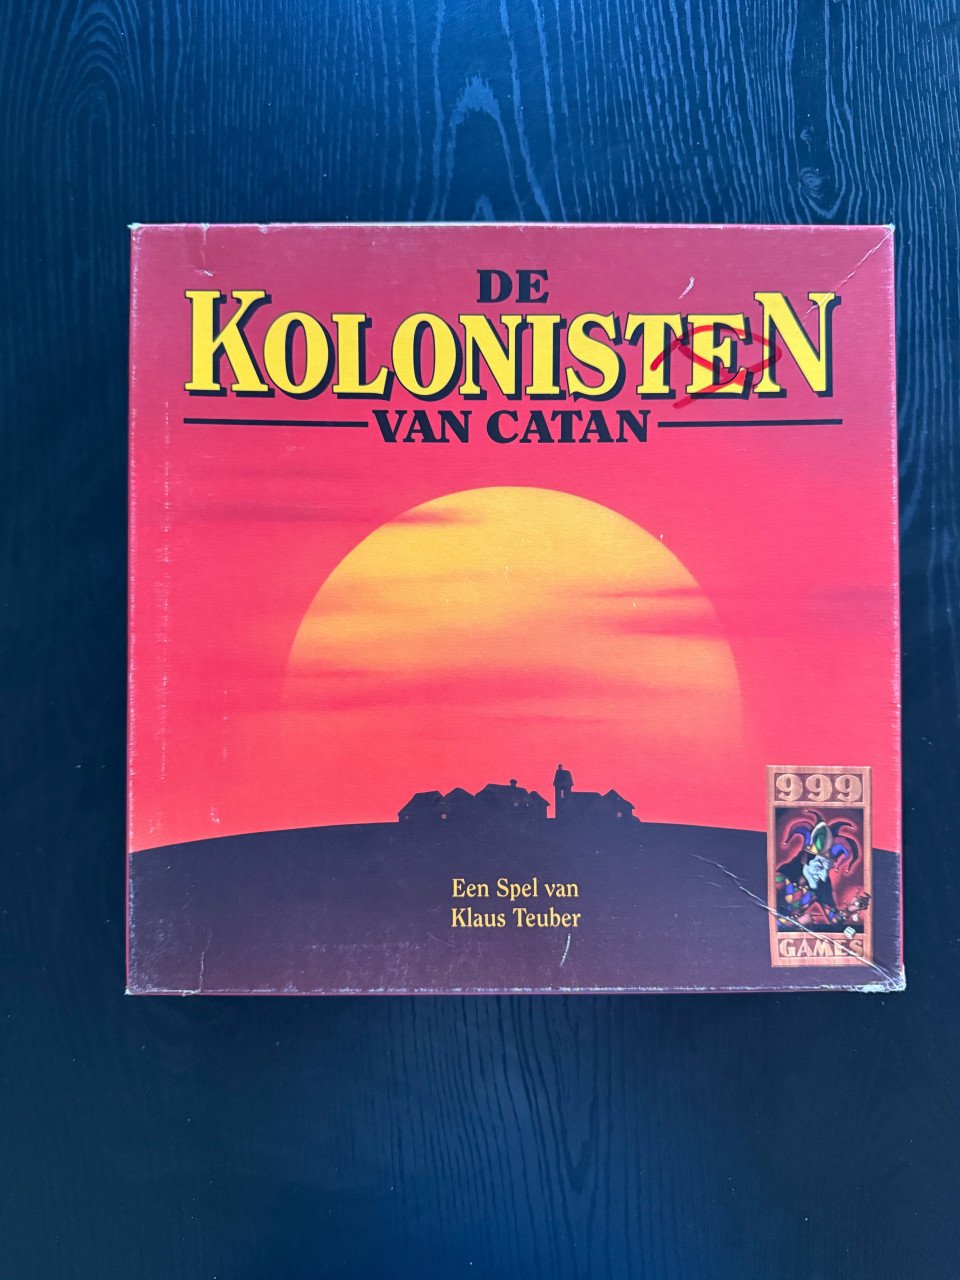 DE
KOLONISTEN
VAN CATAN
Een Spel van
Klaus Teuber
999
GAMES